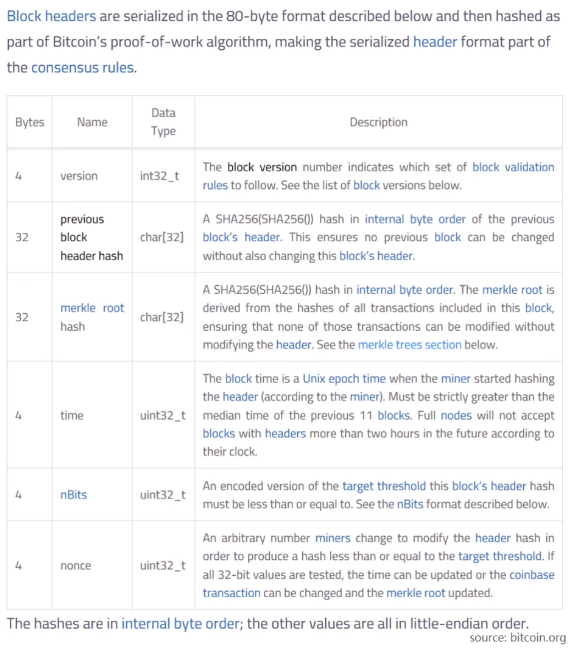 Block headers are serialized in the 80-byte format described below and then hashed as
part of Bitcoin's proof-of-work algorithm, making the serialized header format part of
the consensus rules.
Bytes Name Data Type Description
4 version int32_t The block version number indicates which set of block validation
rules to follow. See the list of block versions below.
32 previous block header hash char[32] A SHA256(SHA256()) hash in internal byte order of the previous
block's header. This ensures no previous block can be changed
without also changing this block's header.
32 merkle root hash char[32] A SHA256(SHA256()) hash in internal byte order. The merkle root is
derived from the hashes of all transactions included in this block,
ensuring that none of those transactions can be modified without
modifying the header. See the merkle trees section below.
4 time uint32_t The block time is a Unix epoch time when the miner started hashing
the header (according to the miner). Must be strictly greater than the
median time of the previous 11 blocks. Full nodes will not accept
blocks with headers more than two hours in the future according to
their clock.
4 nBits uint32_t An encoded version of the target threshold this block's header hash
must be less than or equal to. See the nBits format described below.
4 nonce uint32_t An arbitrary number miners change to modify the header hash in
order to produce a hash less than or equal to the target threshold. If
all 32-bit values are tested, the time can be updated or the coinbase
transaction can be changed and the merkle root updated.
The hashes are in internal byte order; the other values are all in little-endian order.
source: bitcoin.org